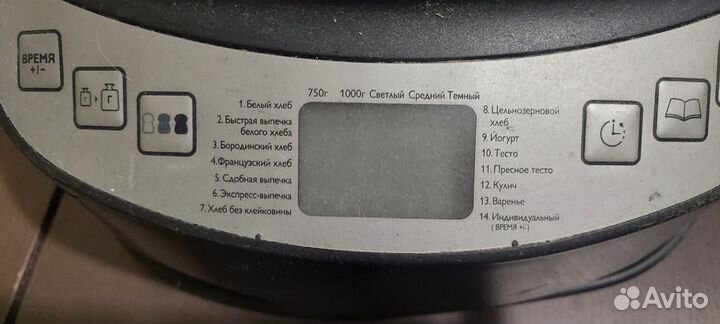 ВРЕМЯ
+/-
г
750г 1000г Светлый Средний Темный
1. Белый хлеб
2. Быстрая выпечка
белого хлеба
3. Бородинский хлеб
4. Французский хлеб
5. Сдобная выпечка
6. Экспресс-выпечка
7. Хлеб без клейковины
8. Цельнозерновой
хлеб
9. Йогурт
10. Тесто
11. Пресное тесто
12. Кулич
13. Варенье
14. Индивидуальный
(ВРЕМЯ +/-)
Avito